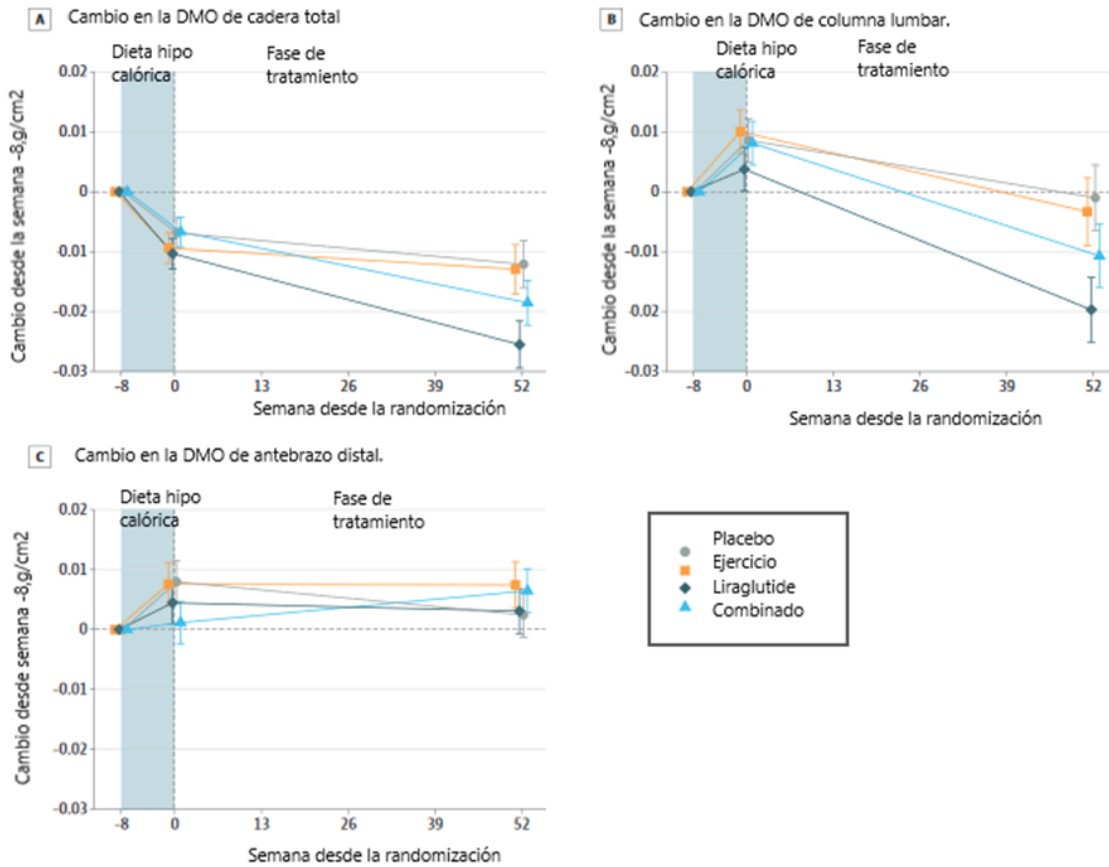 A Cambio en la DMO de cadera total
Dieta hipo
calórica
Fase de
tratamiento
Cambio desde la semana -8,g/cm2
0.02
0.01
0
-0.01
-0.02
-0.03
-8 0 13 26 39 52
Semana desde la randomización
B Cambio en la DMO de columna lumbar.
Dieta hipo
calórica
Fase de
tratamiento
Cambio desde la semana -8,g/cm2
0.02
0.01
0
-0.01
-0.02
-0.03
-8 0 13 26 39 52
Semana desde la randomización
C Cambio en la DMO de antebrazo distal.
Dieta hipo
calórica
Fase de
tratamiento
Cambio desde semana -8,g/cm2
0.02
0.01
0
-0.01
-0.02
-0.03
-8 0 13 26 39 52
Semana desde la randomización
Placebo
Ejercicio
Liraglutide
Combinado